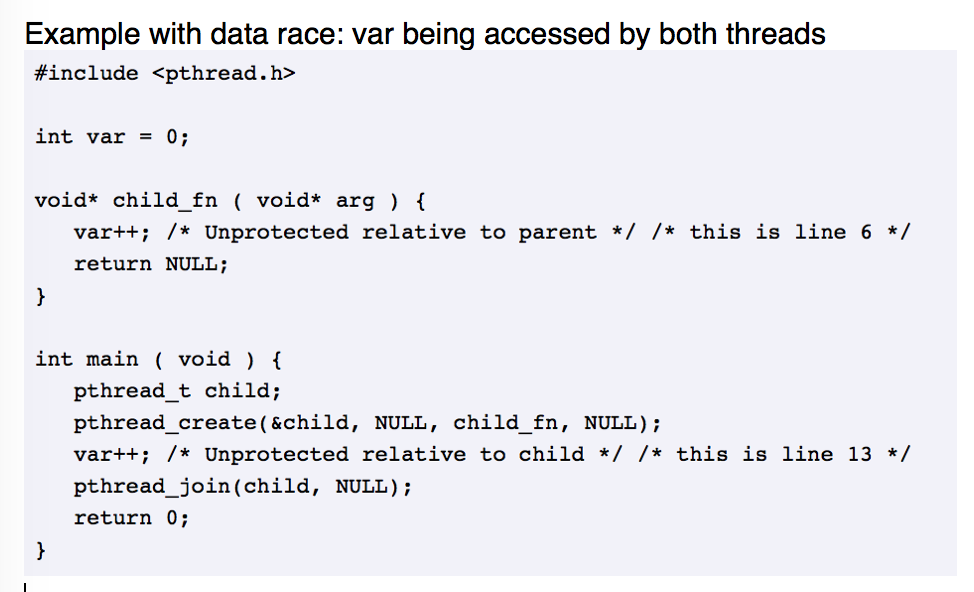 Example with data race: var being accessed by both threads
#include <pthread.h>
int var = 0;
void* child_fn ( void* arg ) {
var++; /* Unprotected relative to parent */ /* this is line 6 */
return NULL;
}
int main ( void ) {
pthread_t child;
pthread_create(&child, NULL, child_fn, NULL);
var++; /* Unprotected relative to child */ /* this is line 13 */
pthread_join(child, NULL);
return 0;
}